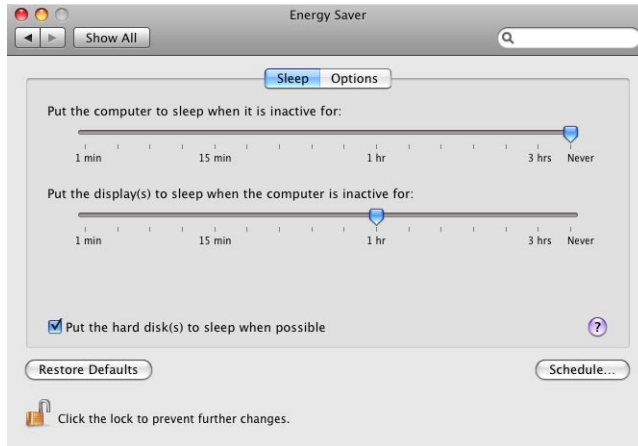 Energy Saver
Show All
Sleep Options
Put the computer to sleep when it is inactive for:
1 min 15 min 1 hr 3 hrs Never
Put the display(s) to sleep when the computer is inactive for:
1 min 15 min 1 hr 3 hrs Never
Put the hard disk(s) to sleep when possible ?
Restore Defaults Schedule...
Click the lock to prevent further changes.